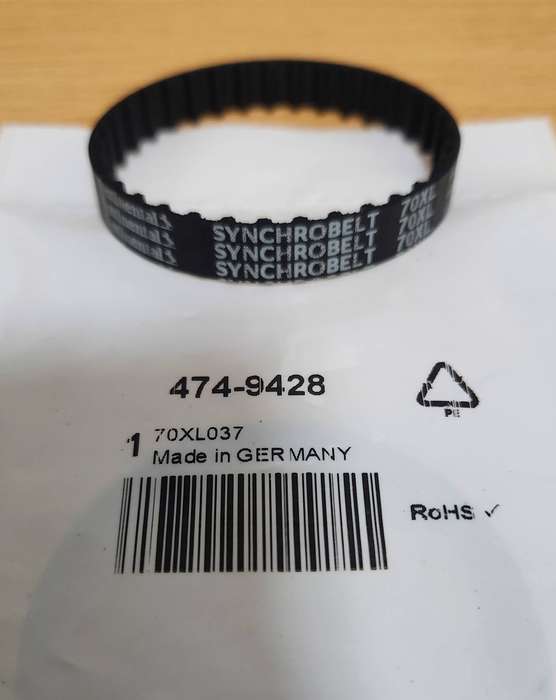 SYNCHROBELT 70XL
SYNCHROBELT 70XL
SYNCHROBELT 70XL
474-9428
PE
1 70XL037
Made in GERMANY
RoHS ✓